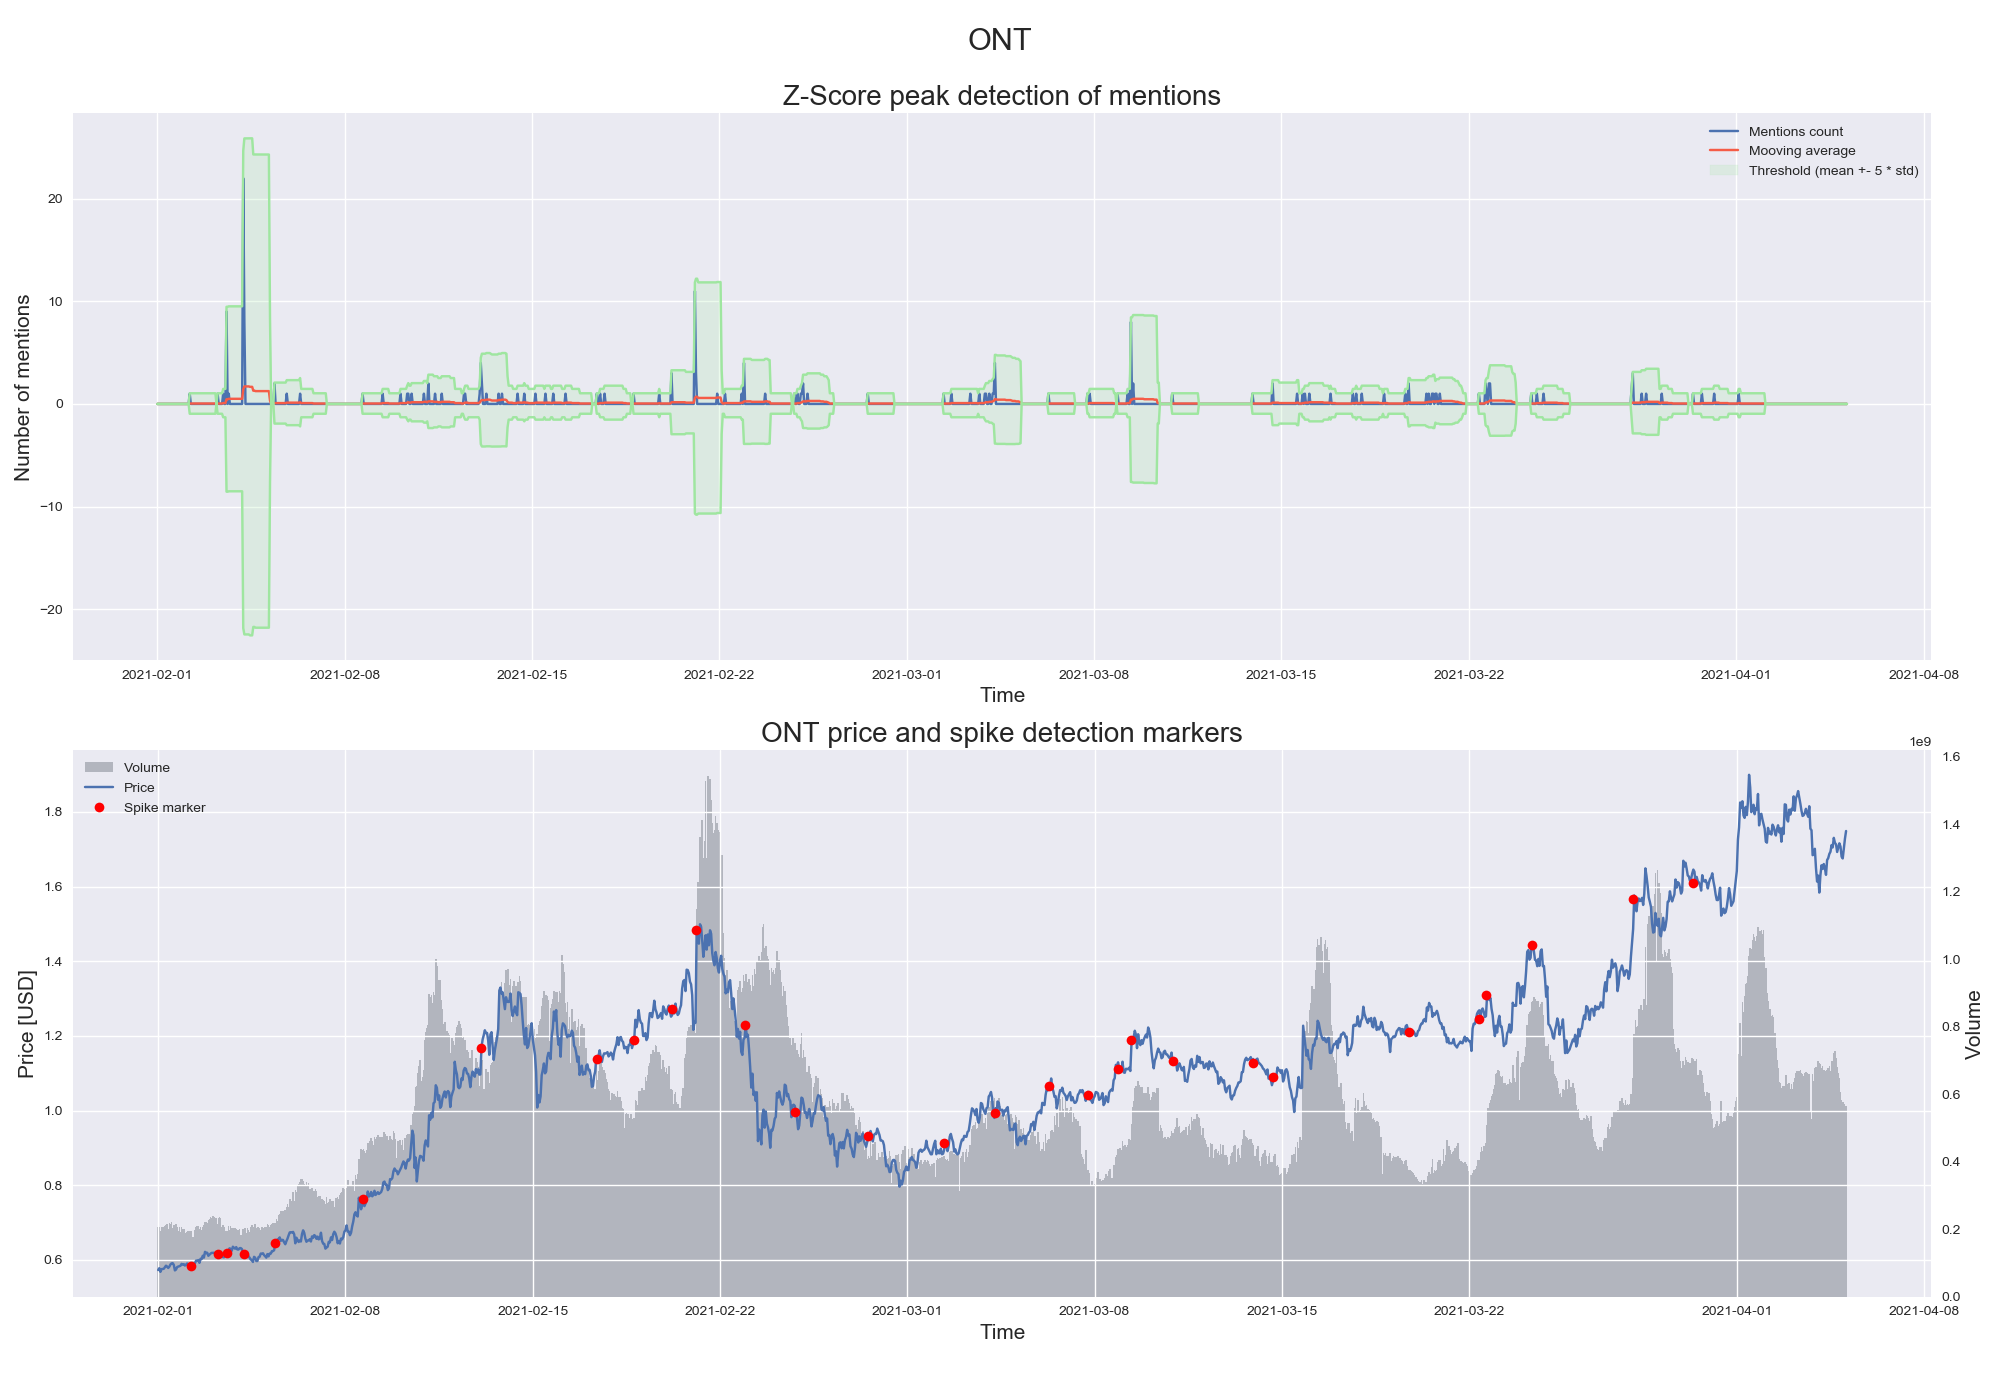 ONT
Z-Score peak detection of mentions
Mentions count
Mooving average
Threshold (mean +- 5 * std)
Number of mentions
20
10
0
−10
−20
2021-02-01 2021-02-08 2021-02-15 2021-02-22 2021-03-01 2021-03-08 2021-03-15 2021-03-22 2021-04-01 2021-04-08
Time
ONT price and spike detection markers
1e9
Volume
Price
Spike marker
Price [USD]
1.8
1.6
1.4
1.2
1.0
0.8
0.6
1.6
1.4
1.2
1.0
0.8
0.6
0.4
0.2
0.0
Volume
2021-02-01 2021-02-08 2021-02-15 2021-02-22 2021-03-01 2021-03-08 2021-03-15 2021-03-22 2021-04-01 2021-04-08
Time